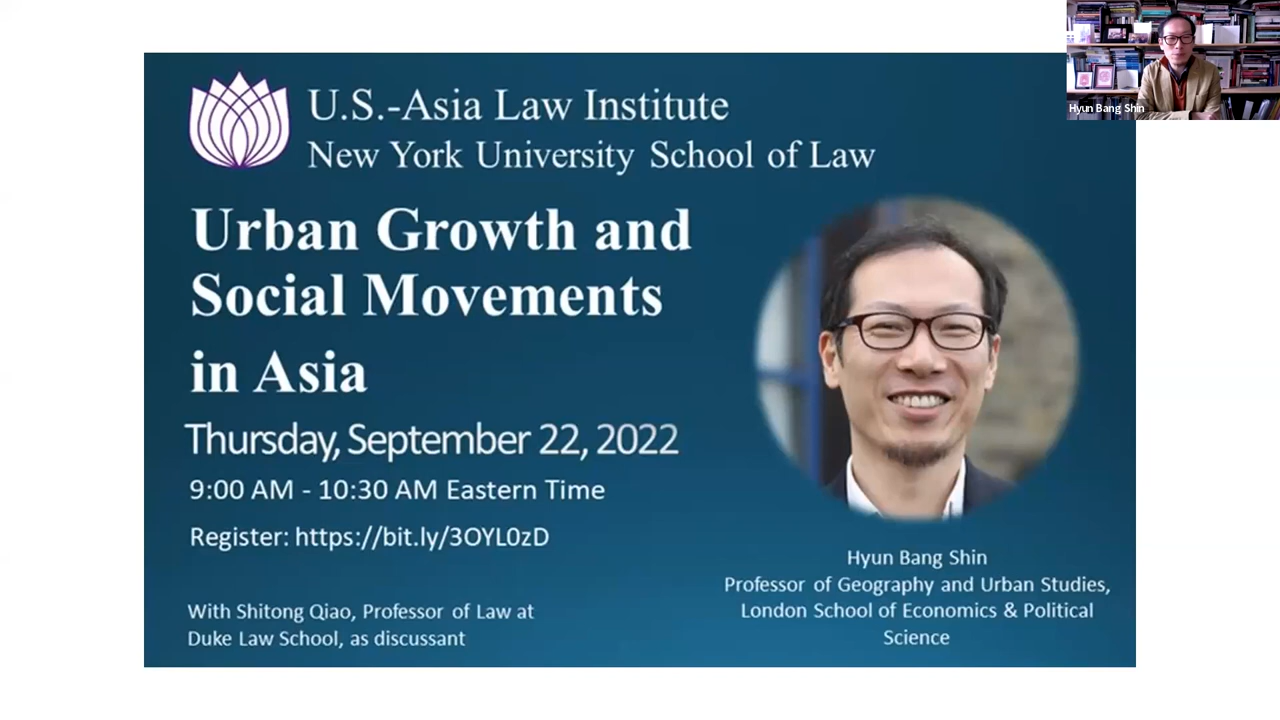 U.S.-Asia Law Institute
New York University School of Law
Urban Growth and
Social Movements
in Asia
Thursday, September 22, 2022
9:00 AM - 10:30 AM Eastern Time
Register: https://bit.ly/3OYL0zD
With Shitong Qiao, Professor of Law at
Duke Law School, as discussant
Hyun Bang Shin
Professor of Geography and Urban Studies,
London School of Economics & Political
Science
Hyun Bang Shin